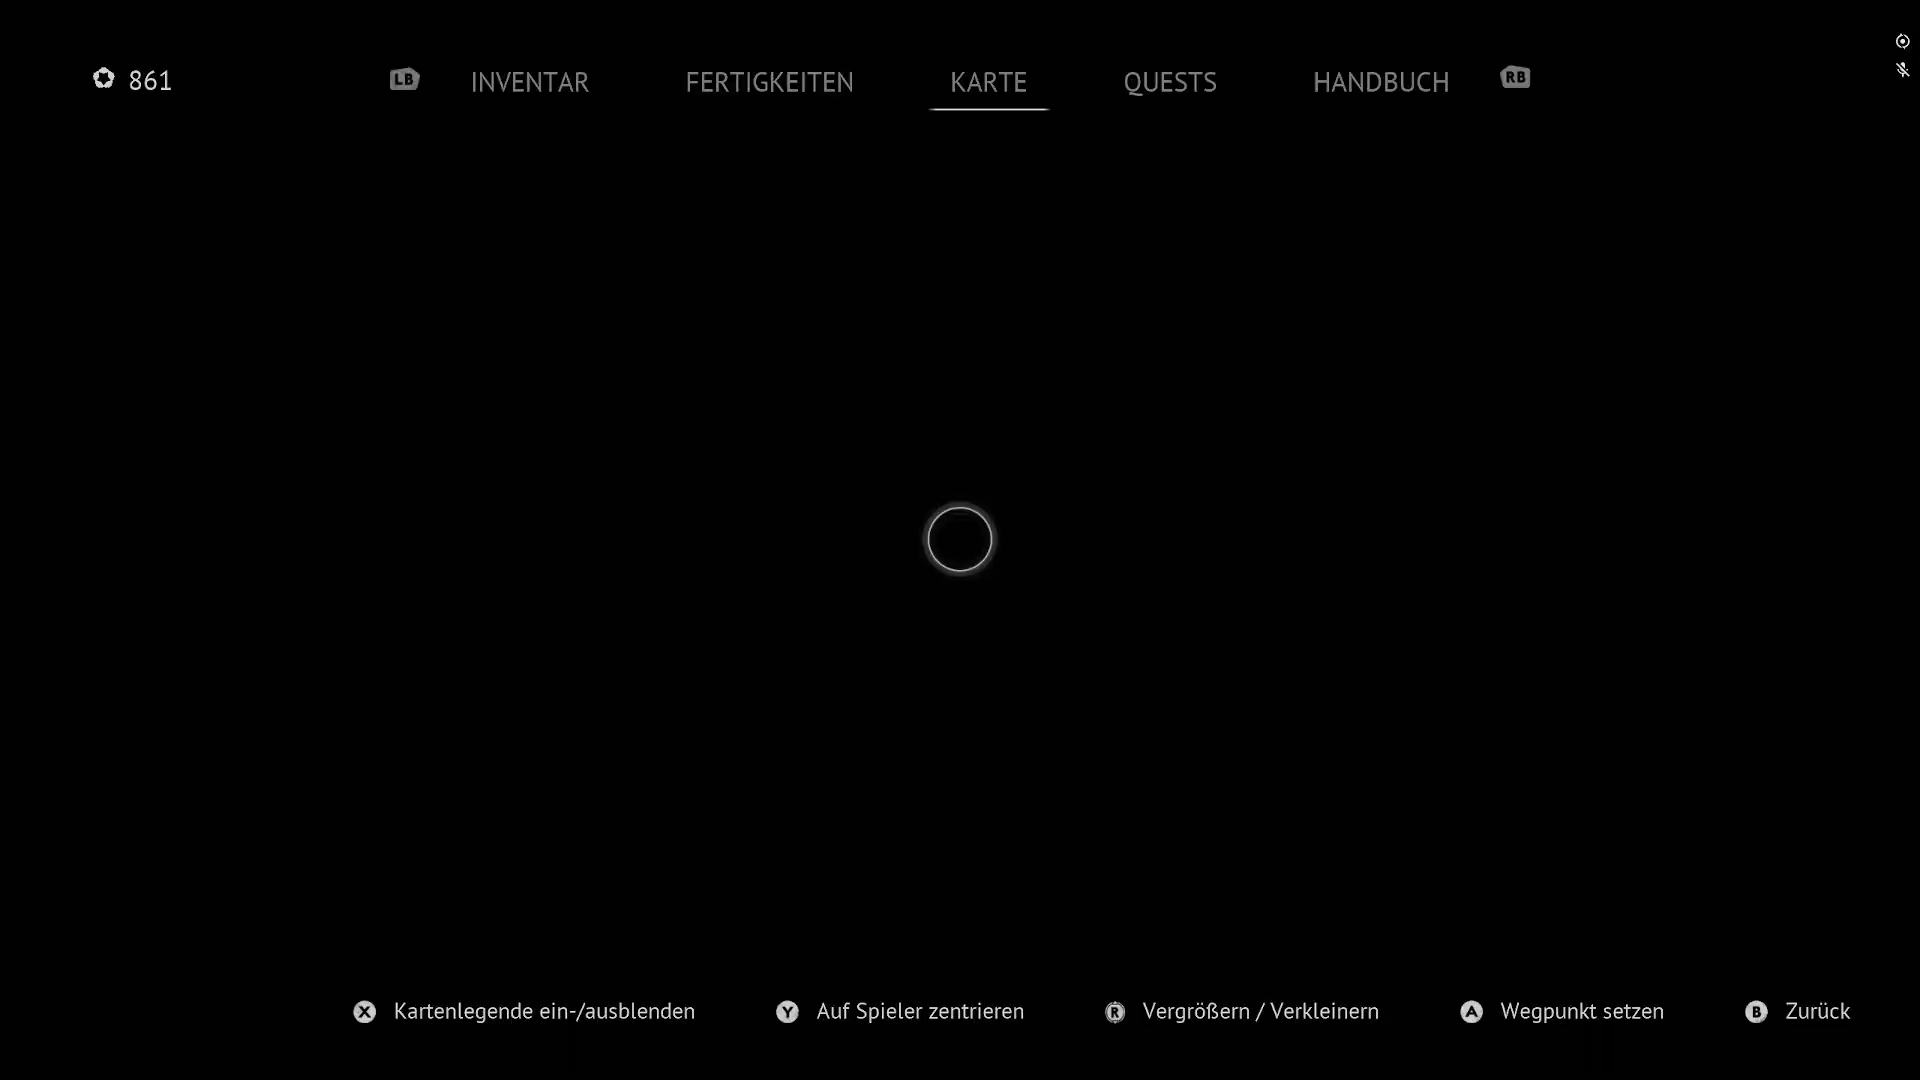 861 LB INVENTAR FERTIGKEITEN KARTE QUESTS HANDBUCH RB
X Kartenlegende ein-/ausblenden Y Auf Spieler zentrieren R Vergrößern / Verkleinern A Wegpunkt setzen B Zurück